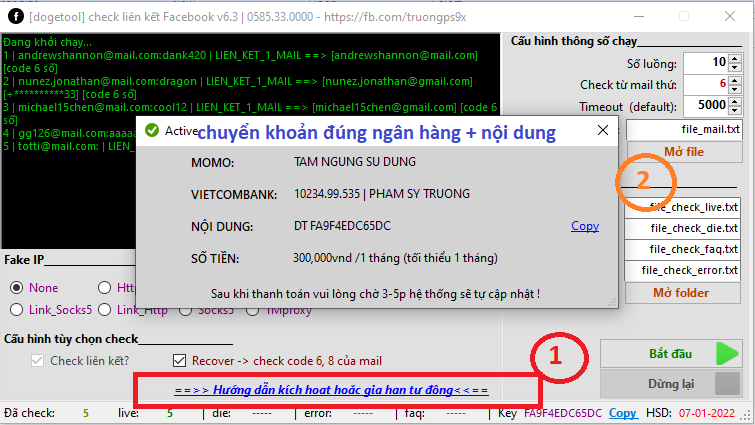 [dogetool] check liên kết Facebook v6.3 | 0585.33.0000 - https://fb.com/truongps9x
Đang khởi chạy...
1 | andrewshannon@mail.com:dank420 | LIEN_KET_1_MAIL ==> [andrewshannon@mail.com]
[code 6 số]
2 | nunez.jonathan@mail.com:dragon | LIEN_KET_1_MAIL ==> [nunez.jonathan@gmail.com]
[+**********33] [code 6 số]
3 | michael15chen@mail.com:cool12 | LIEN_KET_1_MAIL ==> [michael15chen@gmail.com] [code 6
số]
4 | gg126@mail.com:aaaaa
5 | totti@mail.com: | LIEN_
Cấu hình thông số chạy
Số luồng: 10
Check từ mail thứ: 6
Timeout (default): 5000
file_mail.txt
Mở file
2
file_check_live.txt
file_check_die.txt
file_check_faq.txt
file_check_error.txt
Mở folder
Active chuyển khoản đúng ngân hàng + nội dung
MOMO: TAM NGUNG SU DUNG
VIETCOMBANK: 10234.99.535 | PHAM SY TRUONG
NỘI DUNG: DT FA9F4EDC65DC Copy
SỐ TIỀN: 300,000vnd /1 tháng (tối thiểu 1 tháng)
Sau khi thanh toán vui lòng chờ 3-5p hệ thống sẽ tự cập nhật !
Fake IP
None Http
Link_Socks5 Link_Http Socks5 TMproxy
Cấu hình tùy chọn check
Check liên kết? Recover -> check code 6, 8 của mail
1
==>> Hướng dẫn kích hoạt hoặc gia hạn tự động<<==
Bắt đầu
Dừng lại
Đã check: 5 live: 5 | die: ----- | error: ----- | faq: ----- | Key FA9F4EDC65DC Copy HSD: 07-01-2022